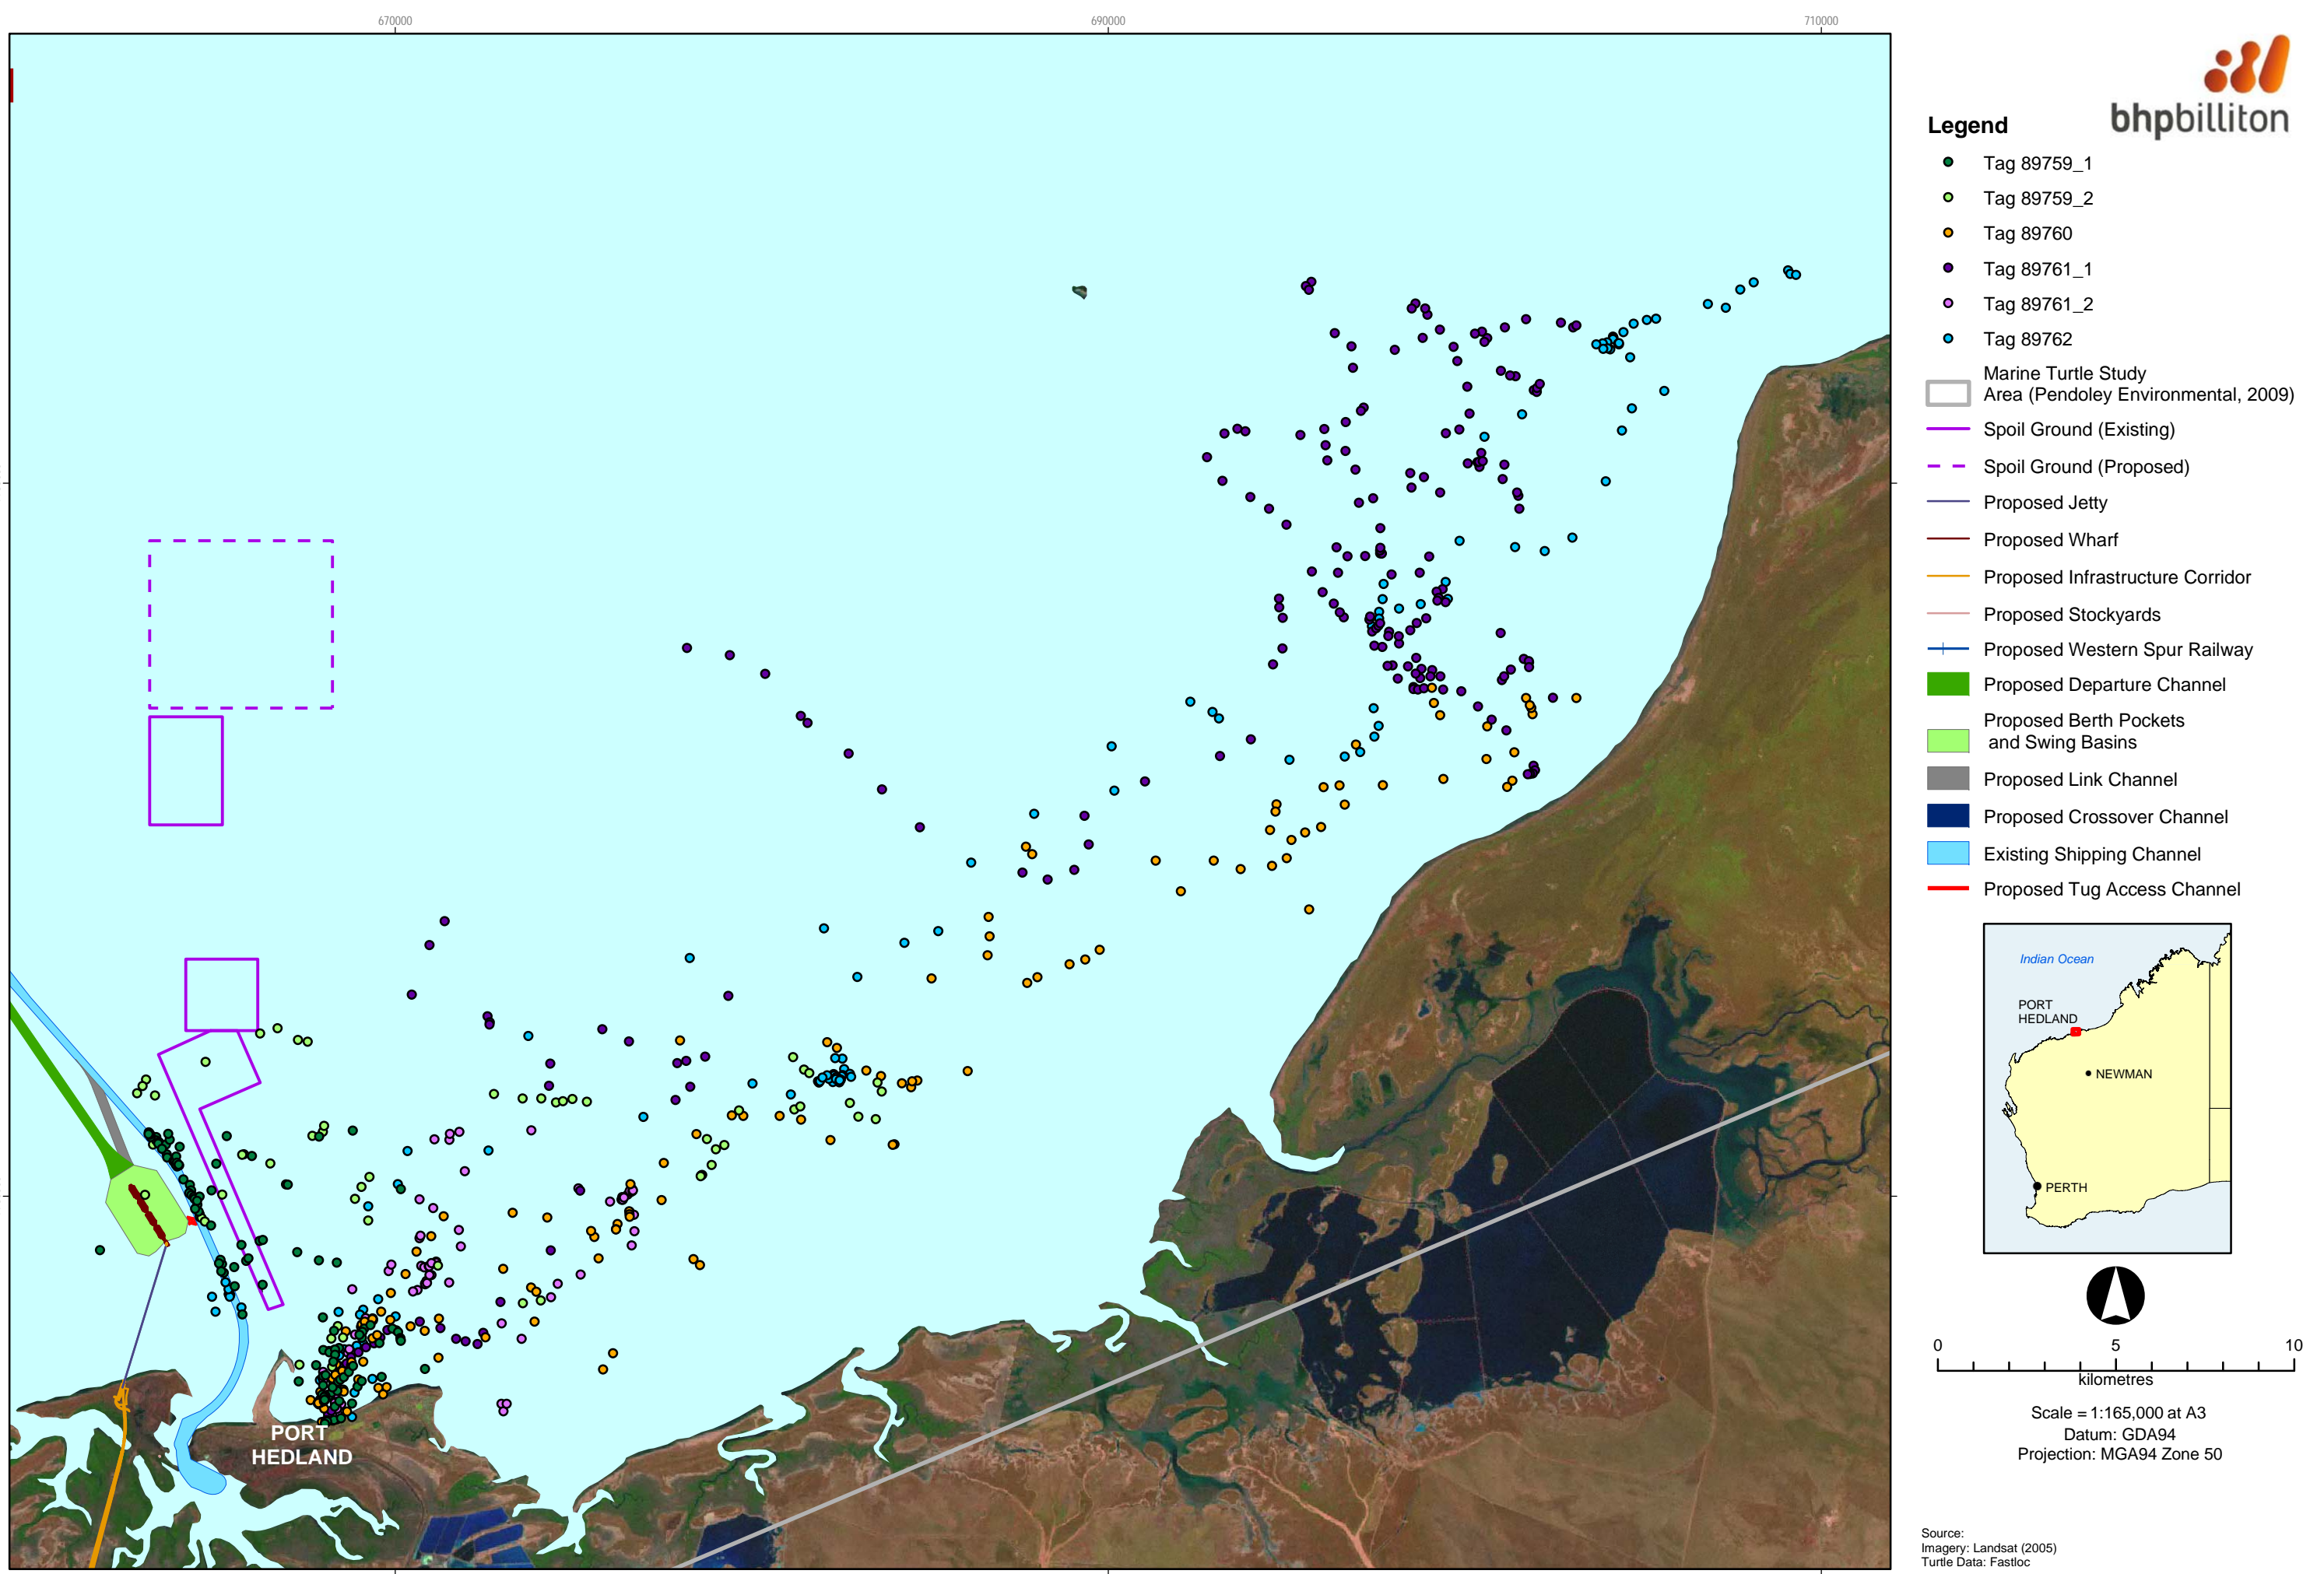 670000
690000
710000
bhpbilliton
Legend
Tag 89759_1
Tag 89759_2
Tag 89760
Tag 89761_1
Tag 89761_2
Tag 89762
Marine Turtle Study
Area (Pendoley Environmental, 2009)
Spoil Ground (Existing)
Spoil Ground (Proposed)
Proposed Jetty
Proposed Wharf
Proposed Infrastructure Corridor
Proposed Stockyards
Proposed Western Spur Railway
Proposed Departure Channel
Proposed Berth Pockets
and Swing Basins
Proposed Link Channel
Proposed Crossover Channel
Existing Shipping Channel
Proposed Tug Access Channel
Indian Ocean
PORT
HEDLAND
NEWMAN
PERTH
0 5 10
kilometres
Scale = 1:165,000 at A3
Datum: GDA94
Projection: MGA94 Zone 50
Source:
Imagery: Landsat (2005)
Turtle Data: Fastloc
PORT
HEDLAND